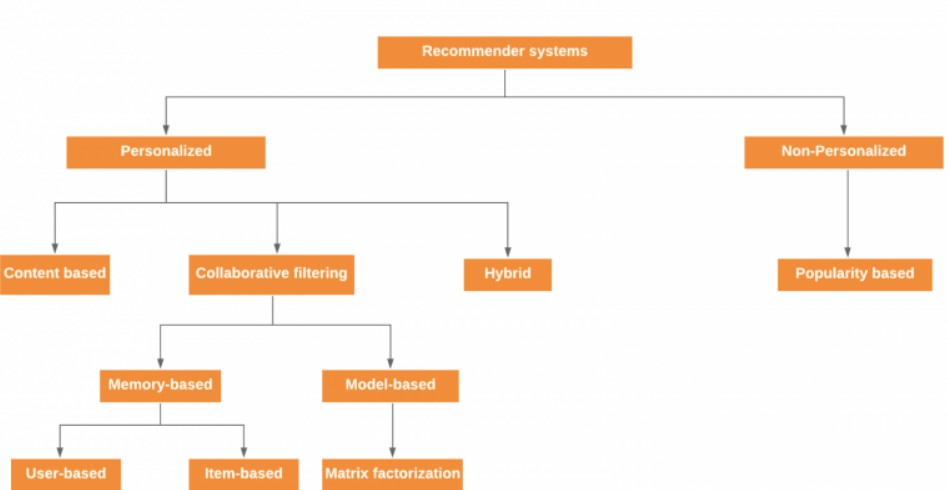 Recommender systems
Personalized
Non-Personalized
Content based
Collaborative filtering
Hybrid
Popularity based
Memory-based
Model-based
User-based
Item-based
Matrix factorization